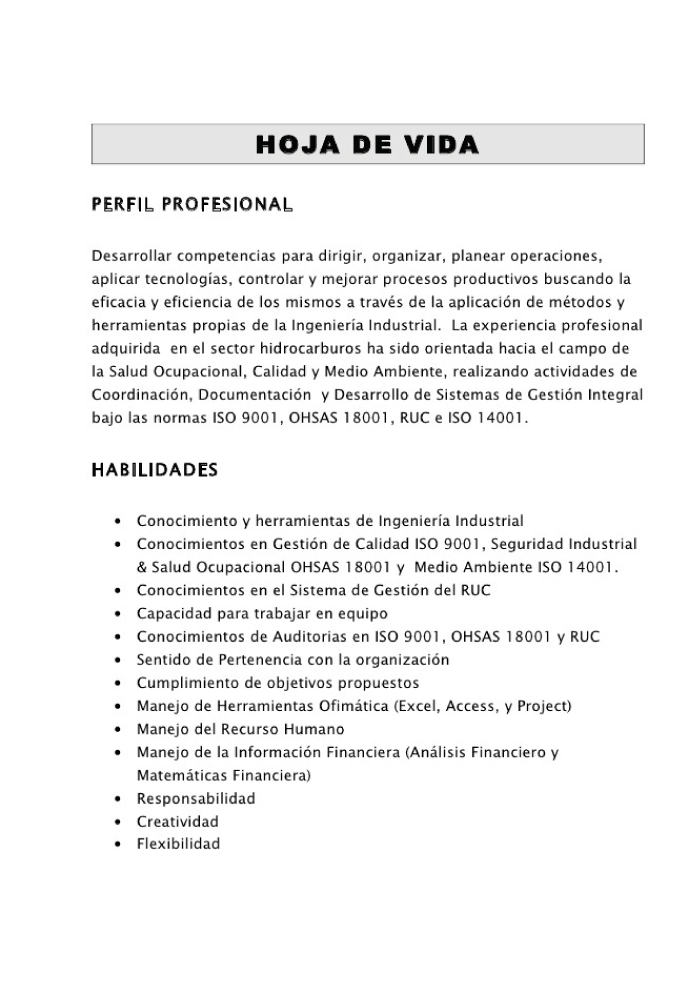 HOJA DE VIDA
PERFIL PROFESIONAL
Desarrollar competencias para dirigir, organizar, planear operaciones,
aplicar tecnologías, controlar y mejorar procesos productivos buscando la
eficacia y eficiencia de los mismos a través de la aplicación de métodos y
herramientas propias de la Ingeniería Industrial.  La experiencia profesional
adquirida  en el sector hidrocarburos ha sido orientada hacia el campo de
la Salud Ocupacional, Calidad y Medio Ambiente, realizando actividades de
Coordinación, Documentación  y Desarrollo de Sistemas de Gestión Integral
bajo las normas ISO 9001, OHSAS 18001, RUC e ISO 14001.
HABILIDADES
• Conocimiento y herramientas de Ingeniería Industrial
• Conocimientos en Gestión de Calidad ISO 9001, Seguridad Industrial
& Salud Ocupacional OHSAS 18001 y  Medio Ambiente ISO 14001.
• Conocimientos en el Sistema de Gestión del RUC
• Capacidad para trabajar en equipo
• Conocimientos de Auditorias en ISO 9001, OHSAS 18001 y RUC
• Sentido de Pertenencia con la organización
• Cumplimiento de objetivos propuestos
• Manejo de Herramientas Ofimática (Excel, Access, y Project)
• Manejo del Recurso Humano
• Manejo de la Información Financiera (Análisis Financiero y
Matemáticas Financiera)
• Responsabilidad
• Creatividad
• Flexibilidad